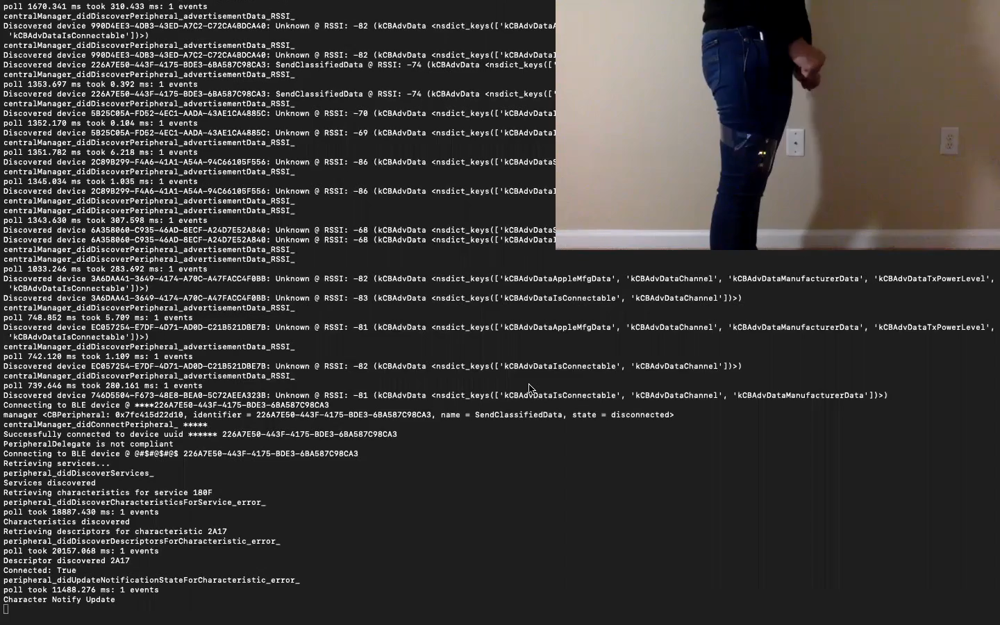 poll 1670.341 ms took 310.433 ms: 1 events
centralManager_didDiscoverPeripheral_advertisementData_RSSI_
Discovered device 990D4EE3-4DB3-43ED-A7C2-C72CA4BDCA40: Unknown @ RSSI: -82 (kCBAdvData <nsdict_keys(['kCBAdvDataA
'kCBAdvDataIsConnectable'])>)
centralManager_didDiscoverPeripheral_advertisementData_RSSI_
Discovered device 990D4EE3-4DB3-43ED-A7C2-C72CA4BDCA40: Unknown @ RSSI: -82 (kCBAdvData <nsdict_keys(['kCBAdvDataI
Discovered device 226A7E50-443F-4175-BDE3-6BA587C98CA3: SendClassifiedData @ RSSI: -74 (kCBAdvData <nsdict_keys(['
centralManager_didDiscoverPeripheral_advertisementData_RSSI_
poll 1353.697 ms took 0.392 ms: 1 events
Discovered device 226A7E50-443F-4175-BDE3-6BA587C98CA3: SendClassifiedData @ RSSI: -74 (kCBAdvData <nsdict_keys(['
centralManager_didDiscoverPeripheral_advertisementData_RSSI_
Discovered device 5B25C05A-FD52-4EC1-AADA-43AE1CA4885C: Unknown @ RSSI: -70 (kCBAdvData <nsdict_keys(['kCBAdvDataI
poll 1352.170 ms took 0.104 ms: 1 events
Discovered device 5B25C05A-FD52-4EC1-AADA-43AE1CA4885C: Unknown @ RSSI: -69 (kCBAdvData <nsdict_keys(['kCBAdvDataI
centralManager_didDiscoverPeripheral_advertisementData_RSSI_
poll 1351.782 ms took 6.218 ms: 1 events
Discovered device 2C89B299-F4A6-41A1-A54A-94C66105F556: Unknown @ RSSI: -86 (kCBAdvData <nsdict_keys(['kCBAdvDataS
centralManager_didDiscoverPeripheral_advertisementData_RSSI_
poll 1345.034 ms took 1.035 ms: 1 events
Discovered device 2C89B299-F4A6-41A1-A54A-94C66105F556: Unknown @ RSSI: -86 (kCBAdvData <nsdict_keys(['kCBAdvDataI
centralManager_didDiscoverPeripheral_advertisementData_RSSI_
centralManager_didDiscoverPeripheral_advertisementData_RSSI_
poll 1343.630 ms took 307.598 ms: 1 events
Discovered device 6A358060-C935-46AD-8ECF-A24D7E52A840: Unknown @ RSSI: -68 (kCBAdvData <nsdict_keys(['kCBAdvDataS
Discovered device 6A358060-C935-46AD-8ECF-A24D7E52A840: Unknown @ RSSI: -68 (kCBAdvData <nsdict_keys(['kCBAdvDataI
centralManager_didDiscoverPeripheral_advertisementData_RSSI_
centralManager_didDiscoverPeripheral_advertisementData_RSSI_
poll 1033.246 ms took 283.692 ms: 1 events
Discovered device 3A6DAA41-3649-4174-A70C-A47FACC4F0BB: Unknown @ RSSI: -82 (kCBAdvData <nsdict_keys(['kCBAdvDataAppleMfgData', 'kCBAdvDataChannel', 'kCBAdvDataManufacturerData', 'kCBAdvDataTxPowerLevel',
'kCBAdvDataIsConnectable'])>)
Discovered device 3A6DAA41-3649-4174-A70C-A47FACC4F0BB: Unknown @ RSSI: -83 (kCBAdvData <nsdict_keys(['kCBAdvDataIsConnectable', 'kCBAdvDataChannel'])>)
centralManager_didDiscoverPeripheral_advertisementData_RSSI_
poll 748.852 ms took 5.709 ms: 1 events
Discovered device EC057254-E7DF-4D71-AD0D-C21B521DBE7B: Unknown @ RSSI: -81 (kCBAdvData <nsdict_keys(['kCBAdvDataAppleMfgData', 'kCBAdvDataChannel', 'kCBAdvDataManufacturerData', 'kCBAdvDataTxPowerLevel',
'kCBAdvDataIsConnectable'])>)
centralManager_didDiscoverPeripheral_advertisementData_RSSI_
poll 742.120 ms took 1.109 ms: 1 events
Discovered device EC057254-E7DF-4D71-AD0D-C21B521DBE7B: Unknown @ RSSI: -82 (kCBAdvData <nsdict_keys(['kCBAdvDataIsConnectable', 'kCBAdvDataChannel'])>)
centralManager_didDiscoverPeripheral_advertisementData_RSSI_
poll 739.646 ms took 280.161 ms: 1 events
Discovered device 746D5504-F673-48E8-BEA0-5C72AEEA323B: Unknown @ RSSI: -81 (kCBAdvData <nsdict_keys(['kCBAdvDataIsConnectable', 'kCBAdvDataChannel', 'kCBAdvDataManufacturerData'])>)
Connecting to BLE device @ ****226A7E50-443F-4175-BDE3-6BA587C98CA3
manager <CBPeripheral: 0x7fc415d22d10, identifier = 226A7E50-443F-4175-BDE3-6BA587C98CA3, name = SendClassifiedData, state = disconnected>
centralManager_didConnectPeripheral_ *****
Successfully connected to device uuid ****** 226A7E50-443F-4175-BDE3-6BA587C98CA3
PeripheralDelegate is not compliant
Connecting to BLE device @ @#$#@$#@$ 226A7E50-443F-4175-BDE3-6BA587C98CA3
Retrieving services...
peripheral_didDiscoverServices_
Services discovered
Retrieving characteristics for service 180F
peripheral_didDiscoverCharacteristicsForService_error_
poll took 18887.430 ms: 1 events
Characteristics discovered
Retrieving descriptors for characteristic 2A17
peripheral_didDiscoverDescriptorsForCharacteristic_error_
poll took 20157.068 ms: 1 events
Descriptor discovered 2A17
Connected: True
peripheral_didUpdateNotificationStateForCharacteristic_error_
poll took 11488.276 ms: 1 events
Character Notify Update